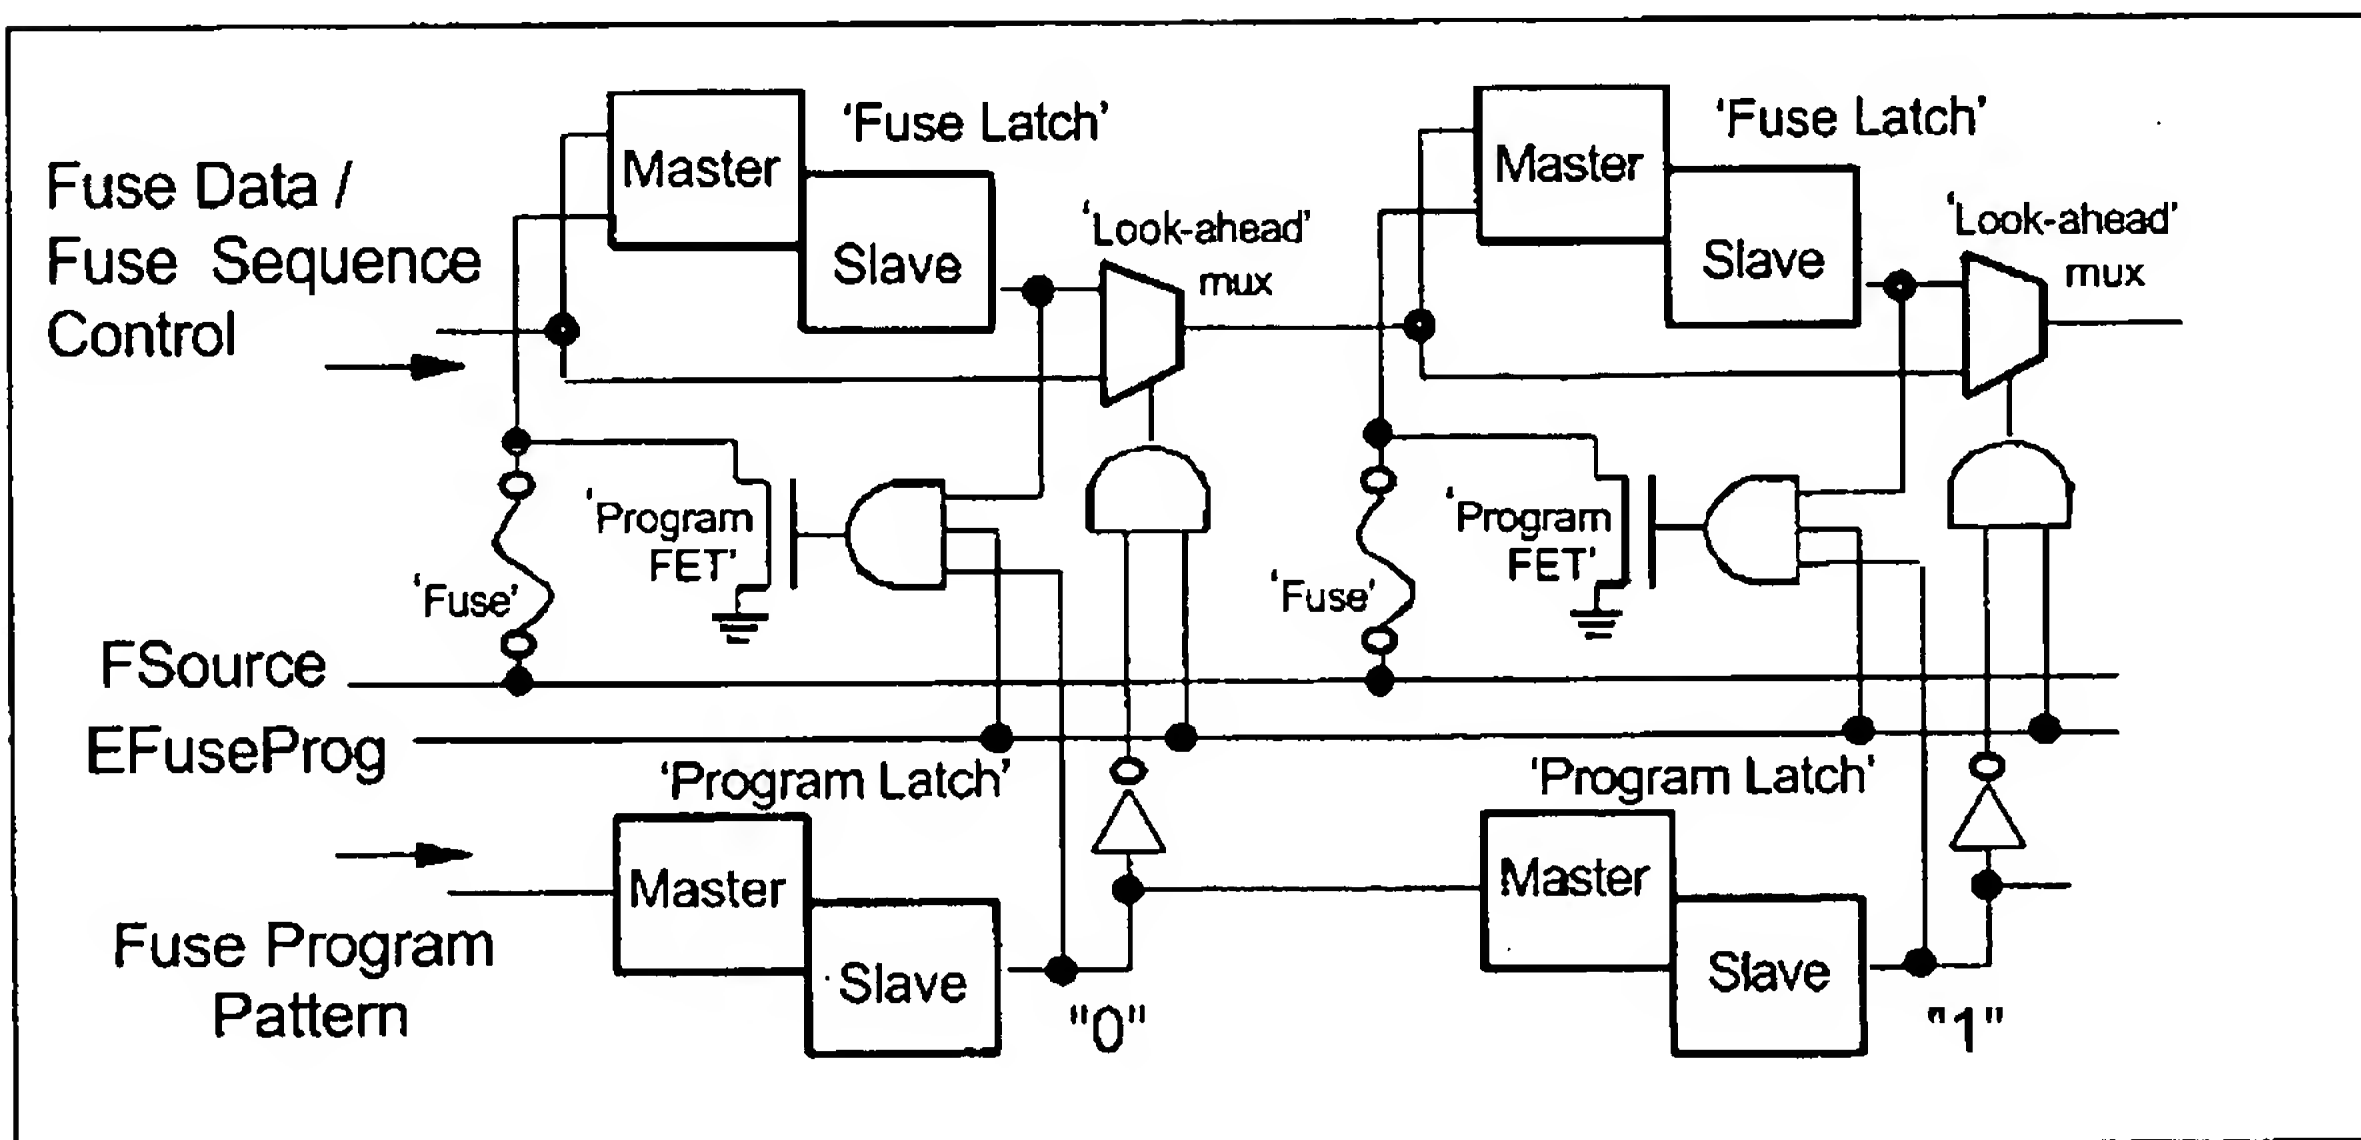 'Fuse Latch'
'Fuse Latch'
Master
Master
Fuse Data /
Fuse Sequence
Control
'Look-ahead'
mux
'Look-ahead'
mux
Slave
Slave
'Program
FET'
'Program
FET'
'Fuse'
'Fuse'
FSource
EFuseProg
'Program Latch'
'Program Latch'
Master
Master
Fuse Program
Pattern
Slave
Slave
"0"
"1"